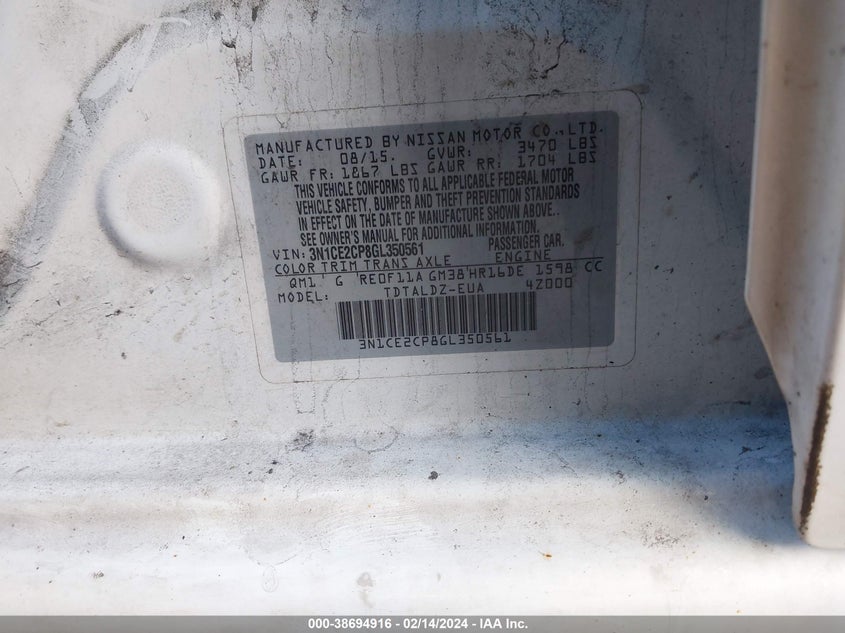 MANUFACTURED BY NISSAN MOTOR CO., LTD.
DATE: 08/15. GVWR: 3470 LBS
GAWR FR: 1867 LBS GAWR RR: 1704 LBS
THIS VEHICLE CONFORMS TO ALL APPLICABLE FEDERAL MOTOR
VEHICLE SAFETY, BUMPER AND THEFT PREVENTION STANDARDS
IN EFFECT ON THE DATE OF MANUFACTURE SHOWN ABOVE..
SEE OWNER'S MANUAL FOR ADDITIONAL INFORMATION.
VIN: 3N1CE2CP8GL350561 PASSENGER CAR.
COLOR TRIM TRANS AXLE ENGINE
QM1 G RE0F11A GM38 HR16DE 1598 CC
MODEL: TDTALDZ-EUA 4Z000
3N1CE2CP8GL350561
000-38694916 - 02/14/2024 - IAA Inc.